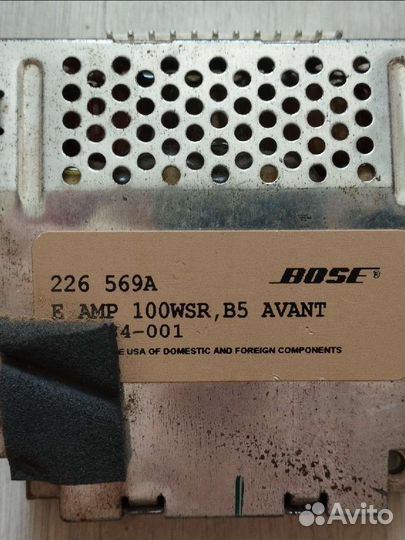 226 569A
BOSE®
E AMP 100WSR,B5 AVANT
4-001
USA OF DOMESTIC AND FOREIGN COMPONENTS
Avito